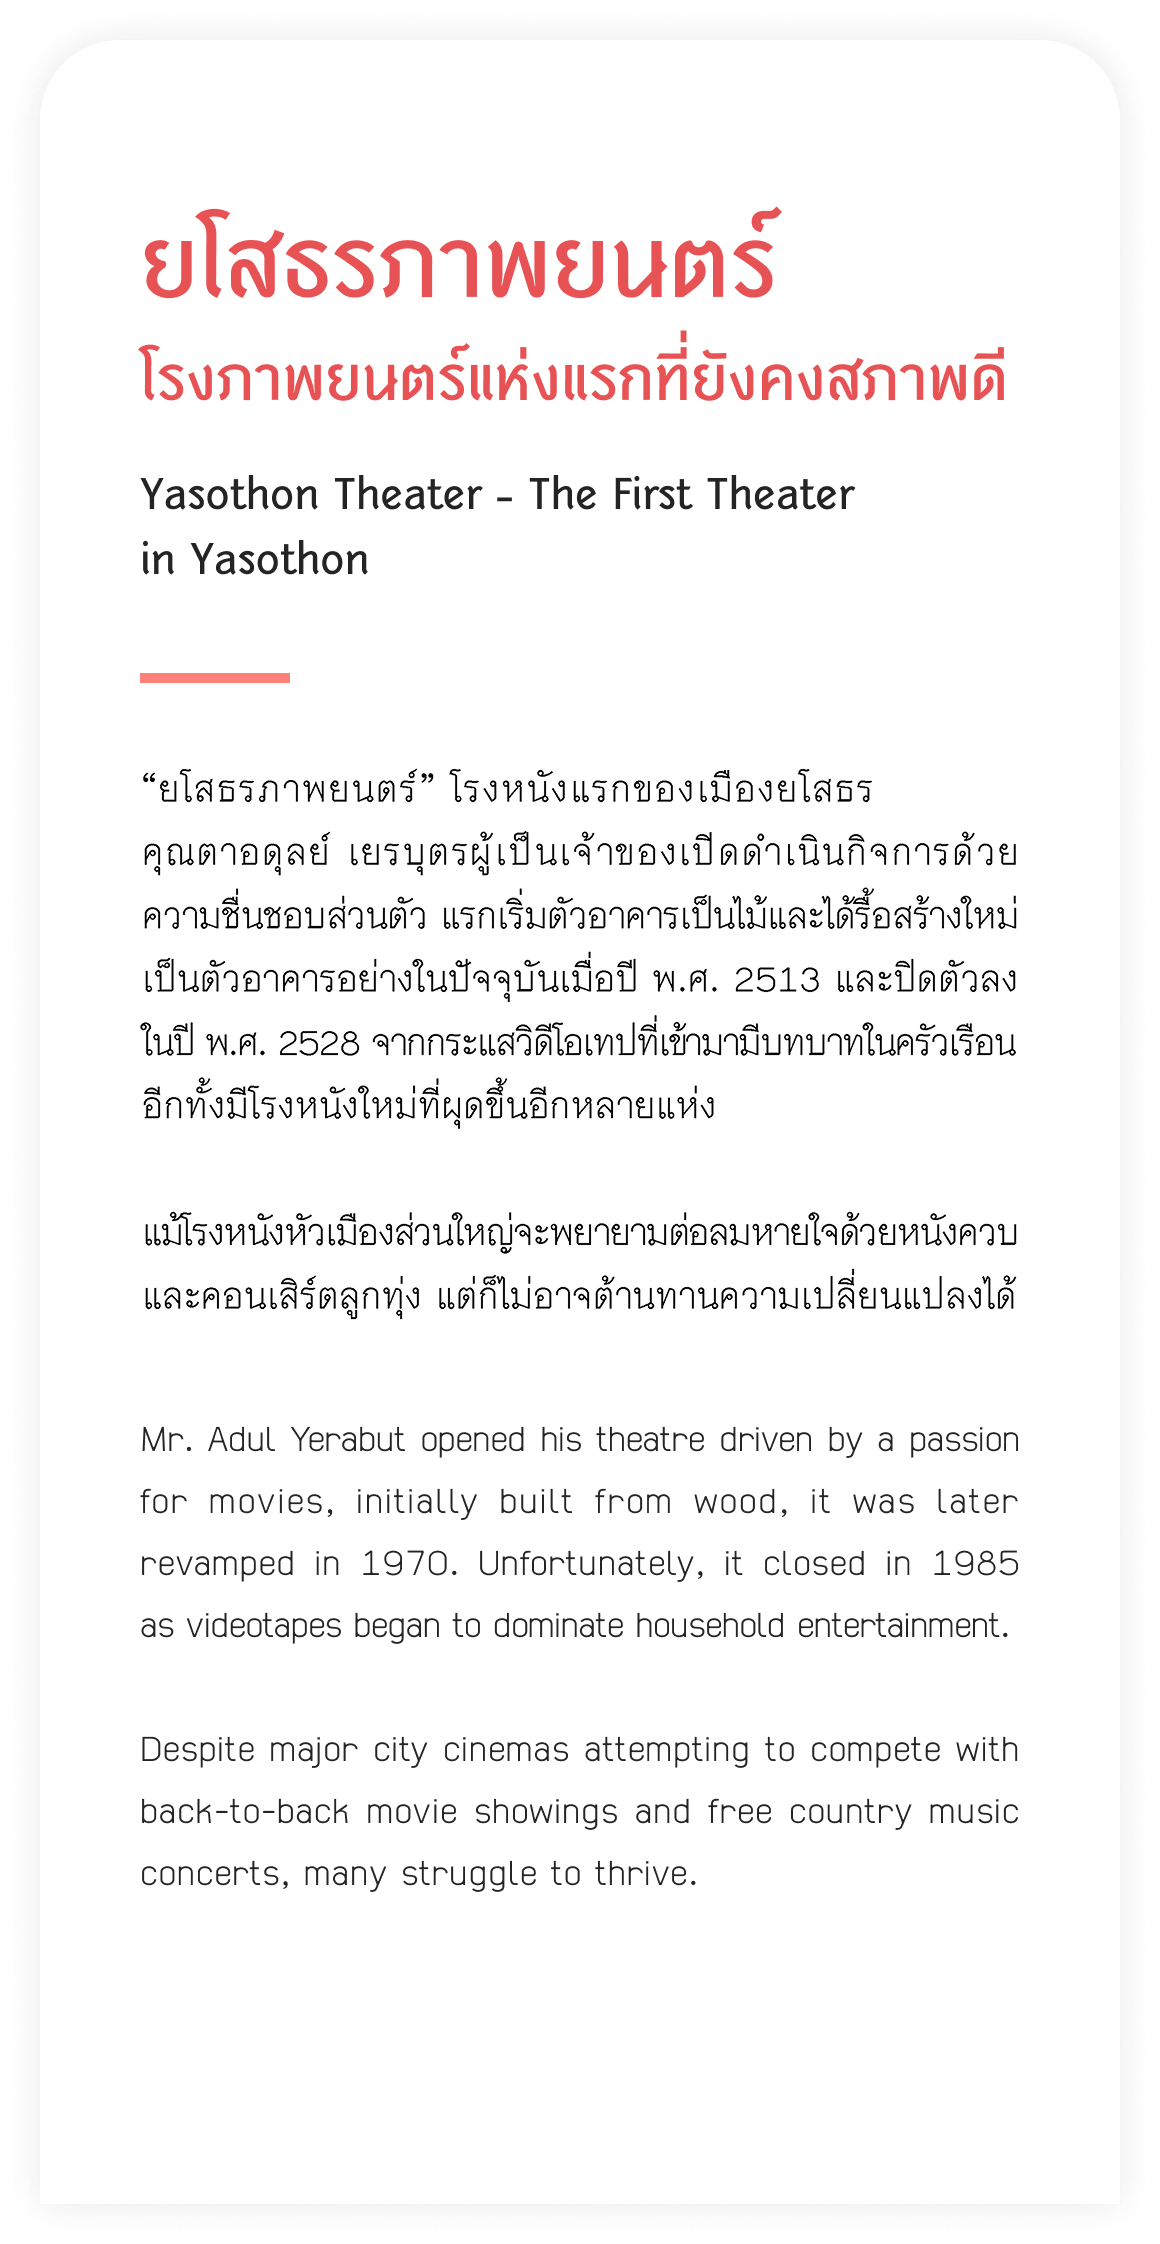 ยโสธรภาพยนตร์
โรงภาพยนตร์แห่งแรกที่ยังคงสภาพดี
Yasothon Theater - The First Theater
in Yasothon
“ยโสธรภาพยนตร์” โรงหนังแรกของเมืองยโสธร
คุณตาอดุลย์ เยรบุตรผู้เป็นเจ้าของเปิดดำเนินกิจการด้วย
ความชื่นชอบส่วนตัว แรกเริ่มตัวอาคารเป็นไม้และได้รื้อสร้างใหม่
เป็นตัวอาคารอย่างในปัจจุบันเมื่อปี พ.ศ. 2513 และปิดตัวลง
ในปี พ.ศ. 2528 จากกระแสวิดีโอเทปที่เข้ามามีบทบาทในครัวเรือน
อีกทั้งมีโรงหนังใหม่ที่ผุดขึ้นอีกหลายแห่ง
แม้โรงหนังหัวเมืองส่วนใหญ่จะพยายามต่อลมหายใจด้วยหนังควบ
และคอนเสิร์ตลูกทุ่ง แต่ก็ไม่อาจต้านทานความเปลี่ยนแปลงได้
Mr. Adul Yerabut opened his theatre driven by a passion
for movies, initially built from wood, it was later
revamped in 1970. Unfortunately, it closed in 1985
as videotapes began to dominate household entertainment.
Despite major city cinemas attempting to compete with
back-to-back movie showings and free country music
concerts, many struggle to thrive.